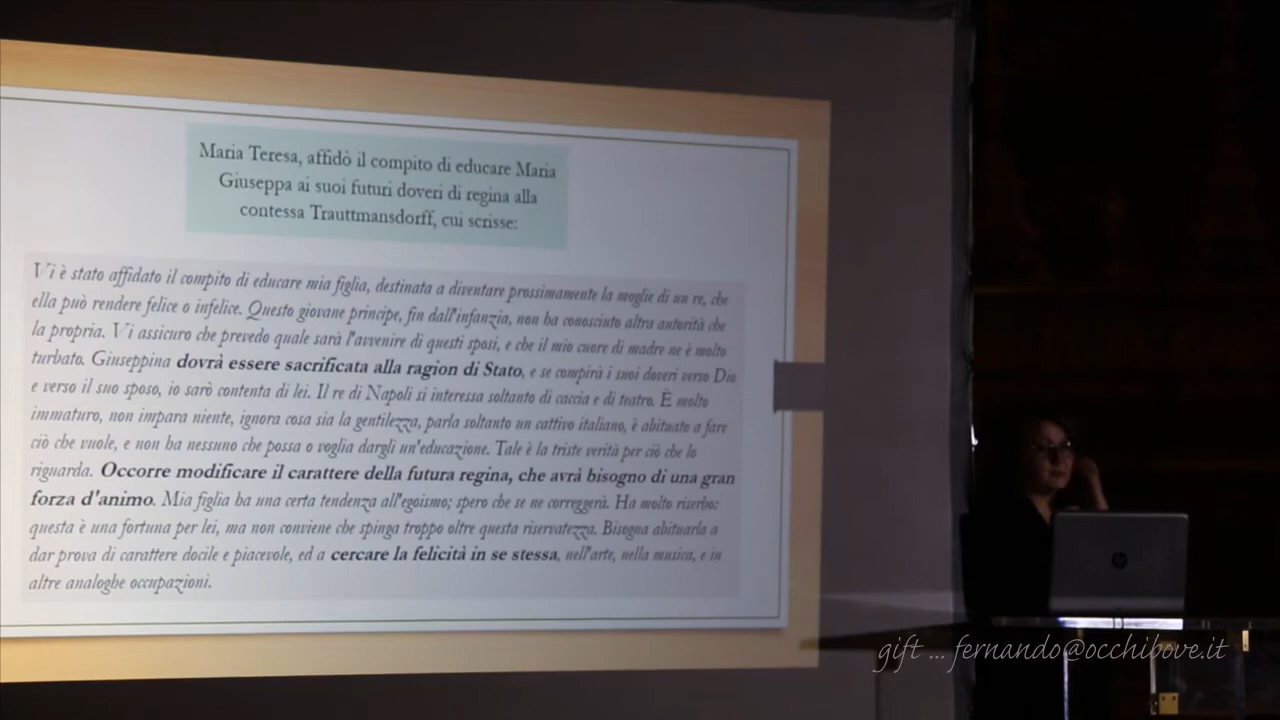 Maria Teresa, affidò il compito di educare Maria
Giuseppa ai suoi futuri doveri di regina alla
contessa Trauttmansdorff, cui scrisse:
Vi è stato affidato il compito di educare mia figlia, destinata a diventare prossimamente la moglie di un re, che
ella può rendere felice o infelice. Questo giovane principe, fin dall'infanzia, non ha conosciuto altra autorità che
la propria. Vi assicuro che prevedo quale sarà l'avvenire di questi sposi, e che il mio cuore di madre ne è molto
turbato. Giuseppina dovrà essere sacrificata alla ragion di Stato, e se compirà i suoi doveri verso Dio
e verso il suo sposo, io sarò contenta di lei. Il re di Napoli si interessa soltanto di caccia e di teatro. È molto
immaturo, non impara niente, ignora cosa sia la gentilezza, parla soltanto un cattivo italiano, è abituato a fare
ciò che vuole, e non ha nessuno che possa o voglia dargli un'educazione. Tale è la triste verità per ciò che lo
riguarda. Occorre modificare il carattere della futura regina, che avrà bisogno di una gran
forza d'animo. Mia figlia ha una certa tendenza all'egoismo; spero che se ne correggerà. Ha molto riserbo:
questa è una fortuna per lei, ma non conviene che spinga troppo oltre questa riservatezza. Bisogna abituarla a
dar prova di carattere docile e piacevole, ed a cercare la felicità in se stessa, nell'arte, nella musica, e in
altre analoghe occupazioni.
hp
gift ... fernando@occhibove.it